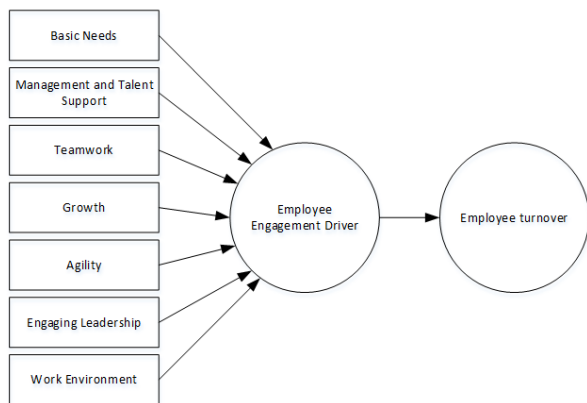 Basic Needs
Management and Talent
Support
Teamwork
Growth
Agility
Engaging Leadership
Work Environment
Employee
Engagement Driver
Employee turnover